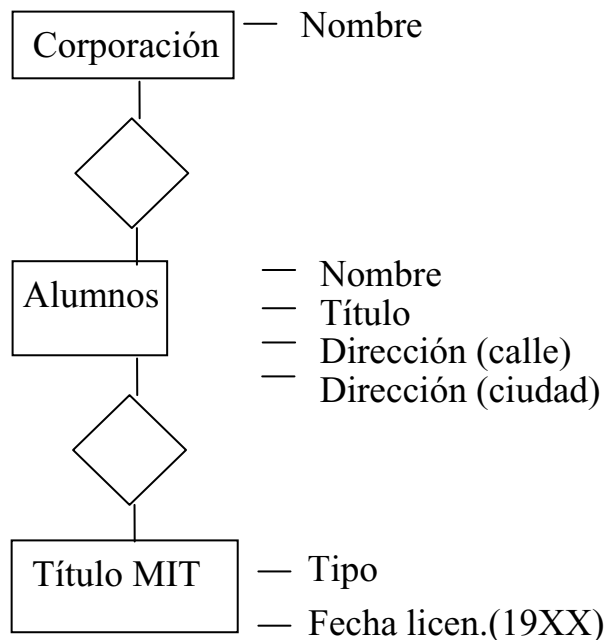 Corporación
Nombre
Alumnos
Nombre
Título
Dirección (calle)
Dirección (ciudad)
Título MIT
Tipo
Fecha licen.(19XX)